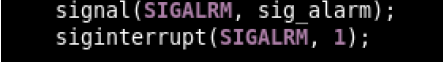 signal(SIGALRM, sig_alarm);
siginterrupt(SIGALRM, 1);